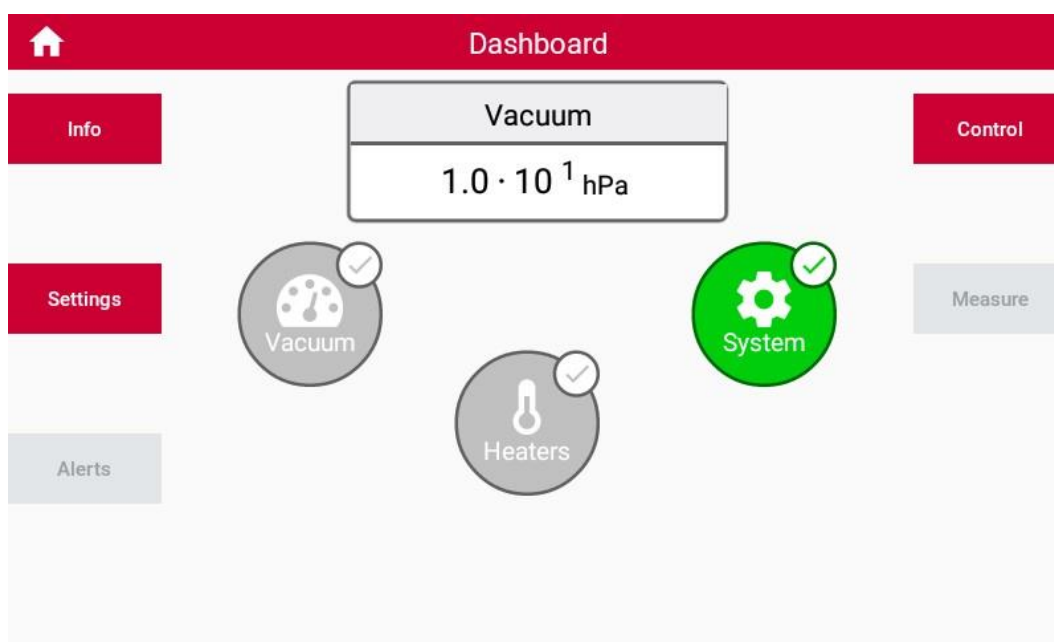 Dashboard
Info
Vacuum
1.0 · 10 ¹ hPa
Control
Settings
Vacuum
System
Measure
Heaters
Alerts